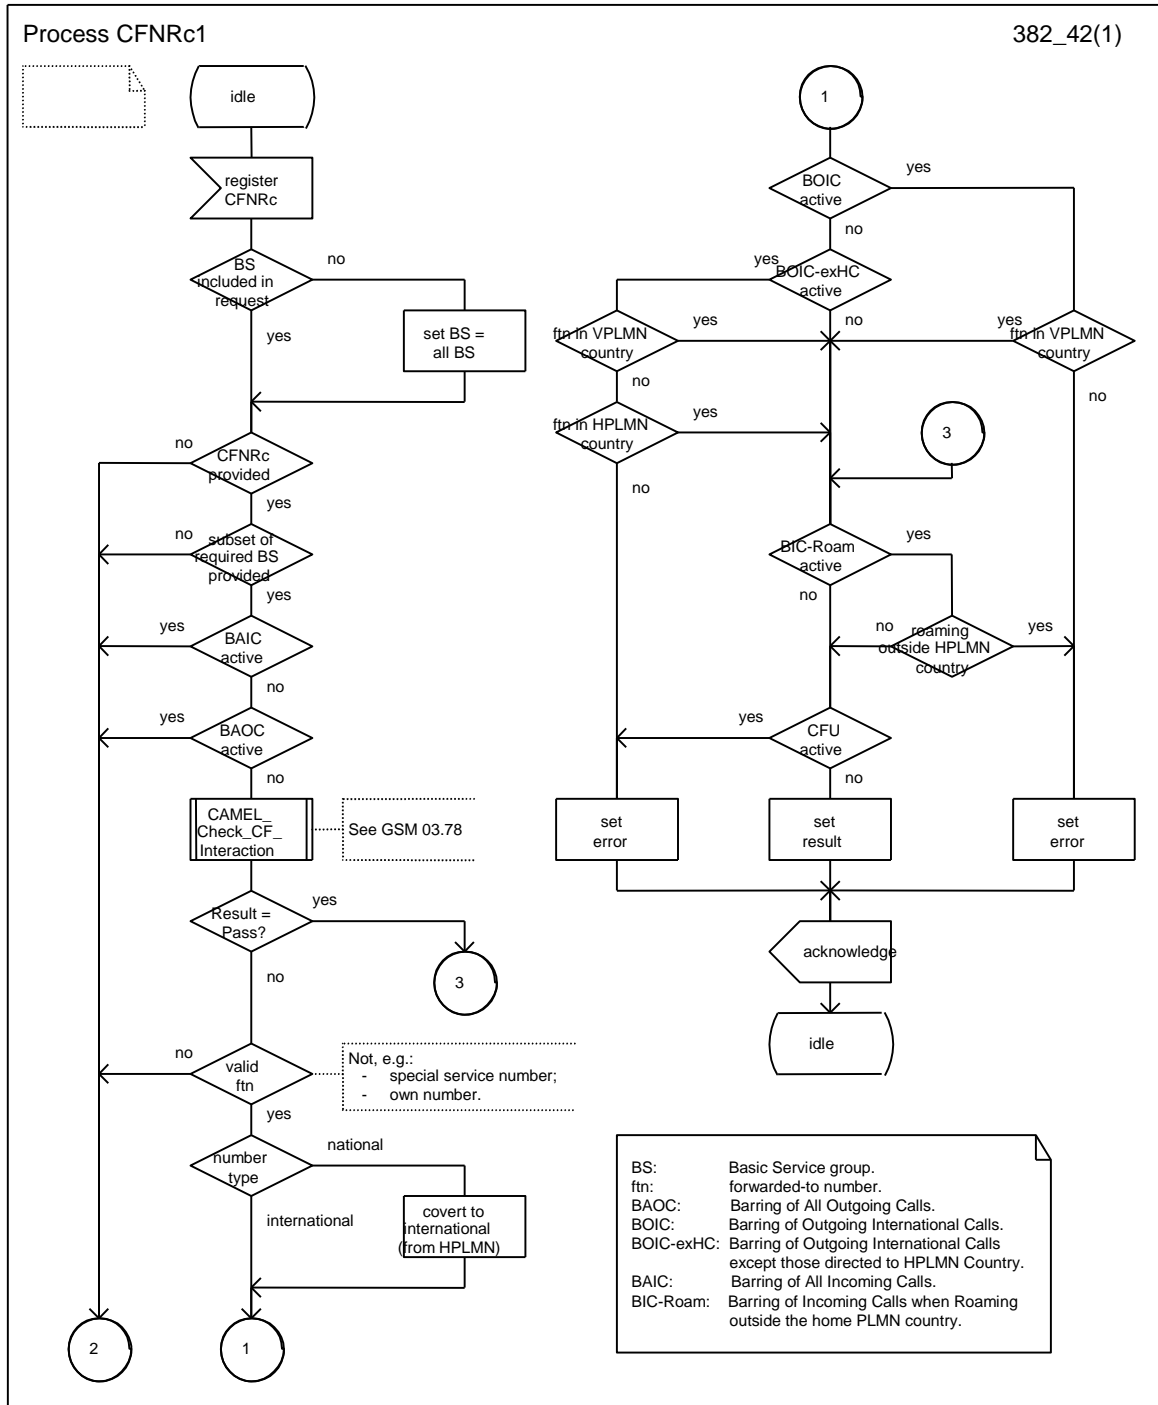 Process CFNRc1
382_42(1)
idle
register
CFNRc
BS
included in
request
no
yes
set BS =
all BS
no
CFNRc
provided
yes
no
subset of
required BS
provided
yes
yes
BAIC
active
no
yes
BAOC
active
no
CAMEL_
Check_CF_
Interaction
See GSM 03.78
Result =
Pass?
yes
no
3
no
valid
ftn
yes
Not, e.g.:
- special service number;
- own number.
number
type
national
international
covert to
international
(from HPLMN)
2
1
1
BOIC
active
yes
no
yes
BOIC-exHC
active
no
ftn in VPLMN
country
yes
no
yes
ftn in VPLMN
country
no
ftn in HPLMN
country
yes
no
3
BIC-Roam
active
yes
no
no
roaming
outside HPLMN
country
yes
yes
CFU
active
no
set
error
set
result
set
error
acknowledge
idle
BS: Basic Service group.
ftn: forwarded-to number.
BAOC: Barring of All Outgoing Calls.
BOIC: Barring of Outgoing International Calls.
BOIC-exHC: Barring of Outgoing International Calls
except those directed to HPLMN Country.
BAIC: Barring of All Incoming Calls.
BIC-Roam: Barring of Incoming Calls when Roaming
outside the home PLMN country.